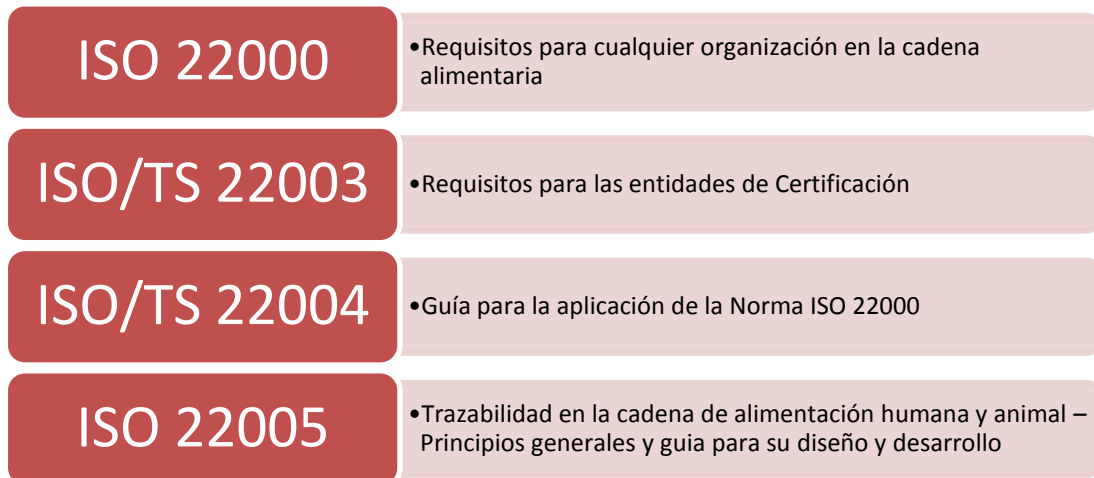 ISO 22000
•Requisitos para cualquier organización en la cadena
alimentaria
ISO/TS 22003
•Requisitos para las entidades de Certificación
ISO/TS 22004
•Guía para la aplicación de la Norma ISO 22000
ISO 22005
•Trazabilidad en la cadena de alimentación humana y animal –
Principios generales y guia para su diseño y desarrollo